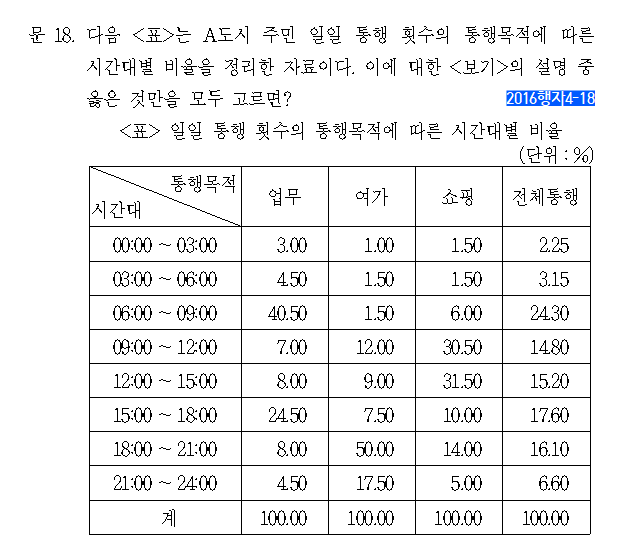 문 18. 다음 <표>는 A도시 주민 일일 통행 횟수의 통행목적에 따른
시간대별 비율을 정리한 자료이다. 이에 대한 <보기>의 설명 중
옳은 것만을 모두 고르면?
2016행자4-18
<표> 일일 통행 횟수의 통행목적에 따른 시간대별 비율
(단위 : %)
통행목적 업무 여가 쇼핑 전체통행
시간대
00:00 ~ 03:00 3.00 1.00 1.50 2.25
03:00 ~ 06:00 4.50 1.50 1.50 3.15
06:00 ~ 09:00 40.50 1.50 6.00 24.30
09:00 ~ 12:00 7.00 12.00 30.50 14.80
12:00 ~ 15:00 8.00 9.00 31.50 15.20
15:00 ~ 18:00 24.50 7.50 10.00 17.60
18:00 ~ 21:00 8.00 50.00 14.00 16.10
21:00 ~ 24:00 4.50 17.50 5.00 6.60
계 100.00 100.00 100.00 100.00